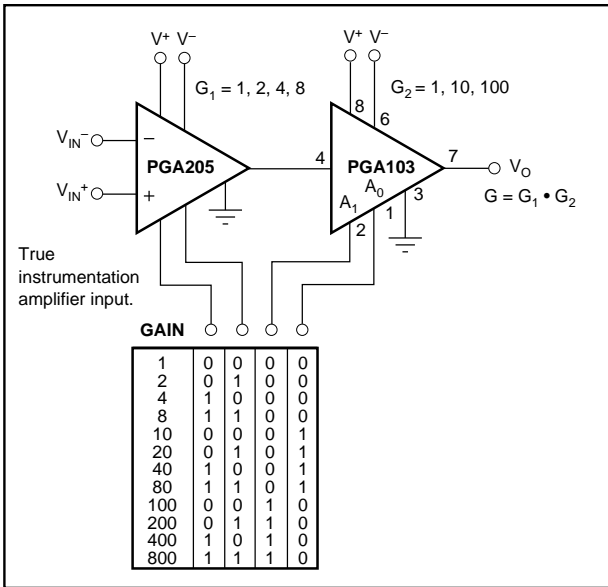 V+ V– V+ V–
G1 = 1, 2, 4, 8 G2 = 1, 10, 100
8
6
VIN– –
PGA205 4 PGA103 7 VO
VIN+ +
A1 A0 3 G = G1 • G2
2 1
True
instrumentation
amplifier input.
GAIN
1 0 0 0 0
2 0 1 0 0
4 1 0 0 0
8 1 1 0 0
10 0 0 0 1
20 0 1 0 1
40 1 0 0 1
80 1 1 0 1
100 0 0 1 0
200 0 1 1 0
400 1 0 1 0
800 1 1 1 0